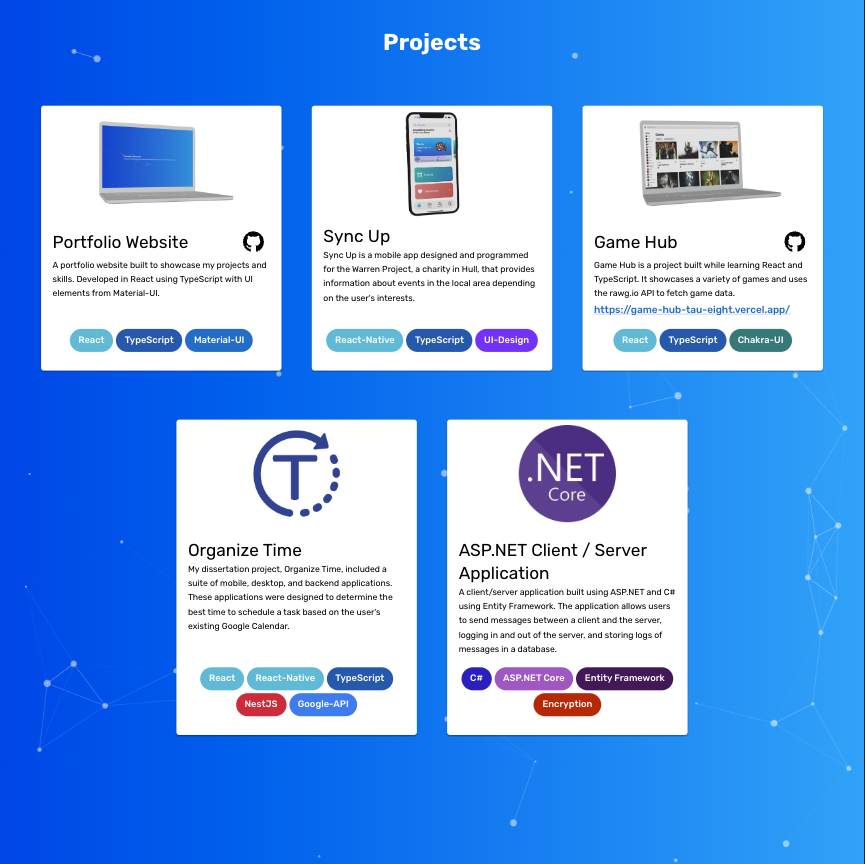 Projects
Portfolio Website
A portfolio website built to showcase my projects and
skills. Developed in React using TypeScript with UI
elements from Material-UI.
React TypeScript Material-UI
Sync Up
Sync Up is a mobile app designed and programmed
for the Warren Project, a charity in Hull, that provides
information about events in the local area depending
on the user's interests.
React-Native TypeScript UI-Design
Game Hub
Game Hub is a project built while learning React and
TypeScript. It showcases a variety of games and uses
the rawg.io API to fetch game data.
https://game-hub-tau-eight.vercel.app/
React TypeScript Chakra-UI
T
Organize Time
My dissertation project, Organize Time, included a
suite of mobile, desktop, and backend applications.
These applications were designed to determine the
best time to schedule a task based on the user's
existing Google Calendar.
React React-Native TypeScript
NestJS Google-API
.NET
Core
ASP.NET Client / Server
Application
A client/server application built using ASP.NET and C#
using Entity Framework. The application allows users
to send messages between a client and the server,
logging in and out of the server, and storing logs of
messages in a database.
C# ASP.NET Core Entity Framework
Encryption